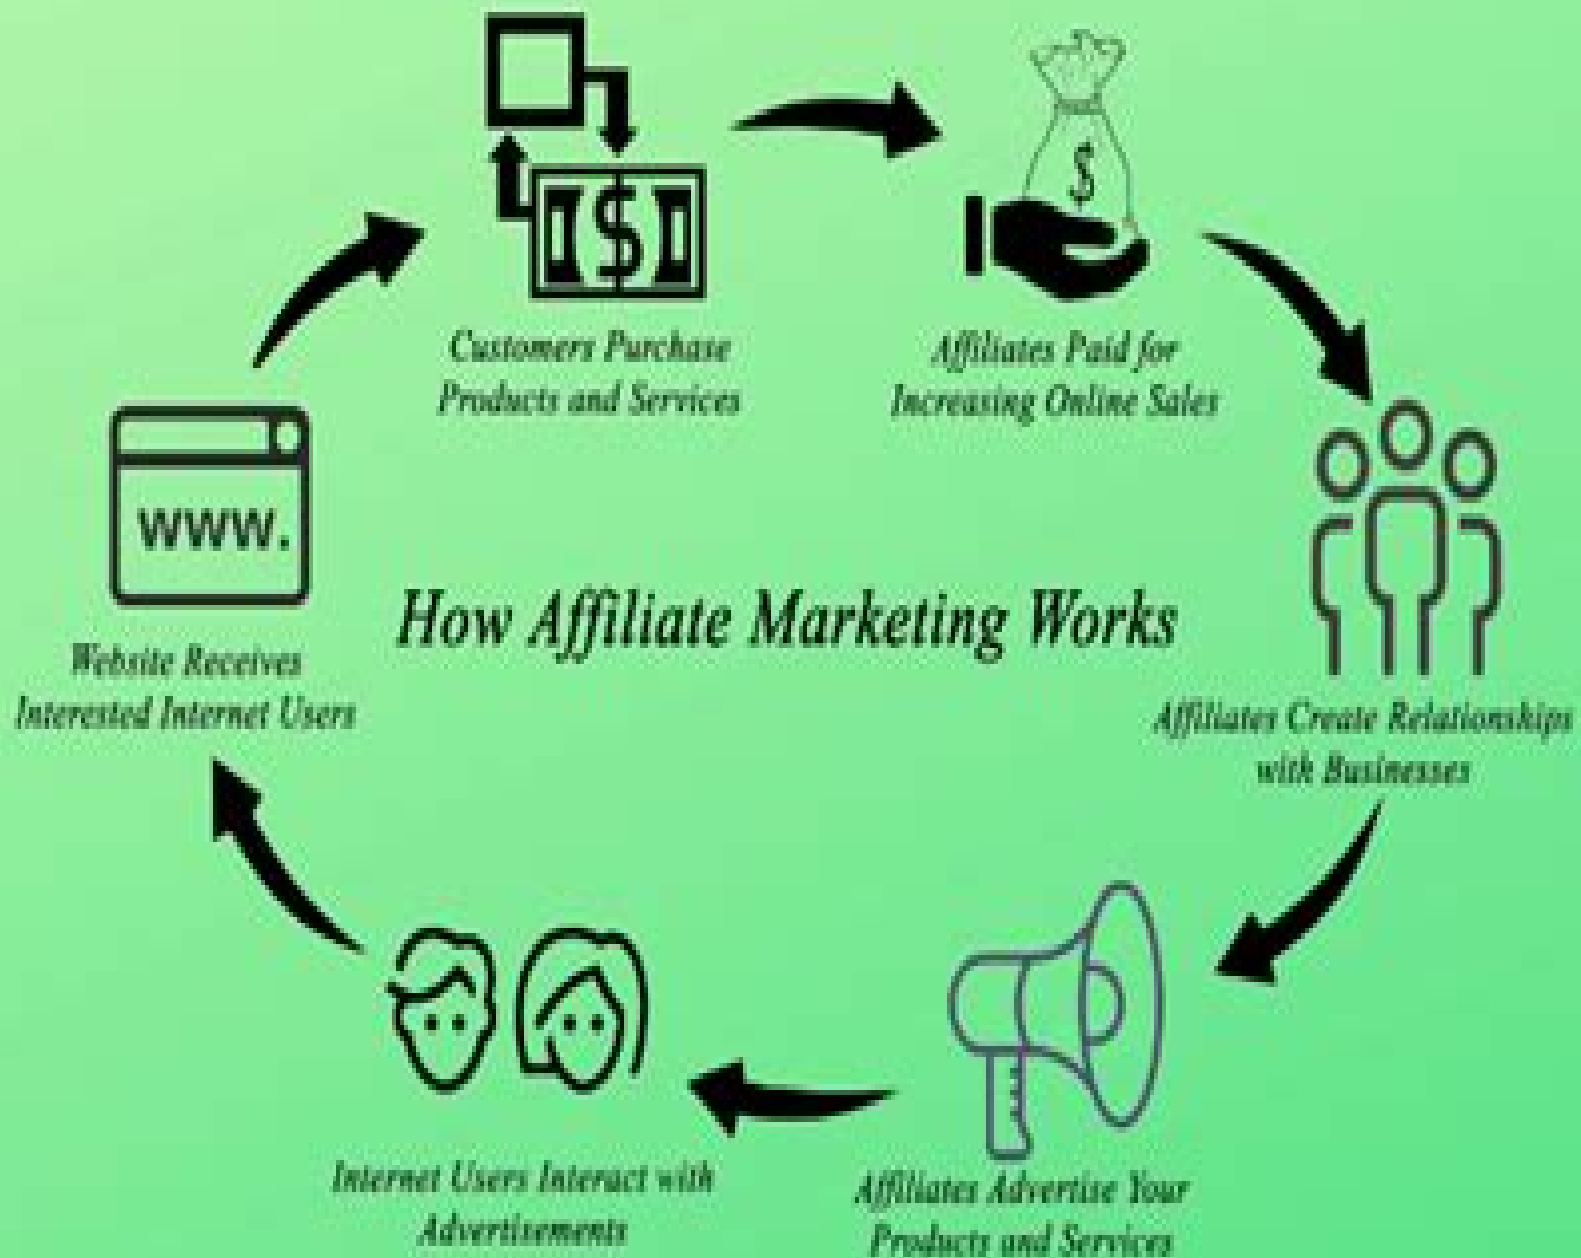 $
$
Customers Purchase
Products and Services
Affiliates Paid for
Increasing Online Sales
www.
How Affiliate Marketing Works
Website Receives
Interested Internet Users
Affiliates Create Relationships
with Businesses
Internet Users Interact with
Advertisements
Affiliates Advertise Your
Products and Services